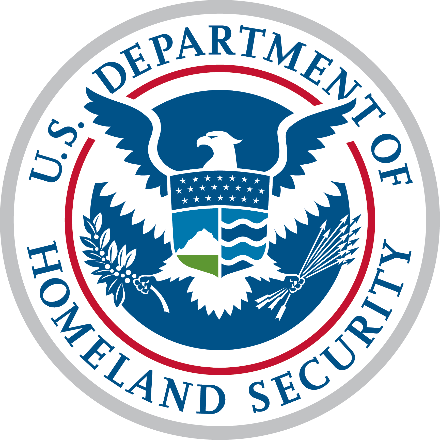 U.S. DEPARTMENT OF
HOMELAND SECURITY